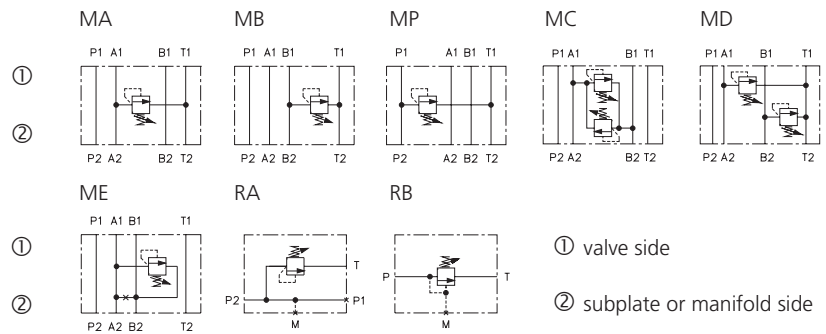 MA MB MP MC MD
P1 A1 B1 T1 P1 A1 B1 T1 P1 A1 B1 T1 P1 A1 B1 T1 P1 A1 B1 T1
①
②
P2 A2 B2 T2 P2 A2 B2 T2 P2 A2 B2 T2 P2 A2 B2 T2 P2 A2 B2 T2
ME RA RB
P1 A1 B1 T1
① ① valve side
T P T
② P2 P1 ② subplate or manifold side
M M
P2 A2 B2 T2